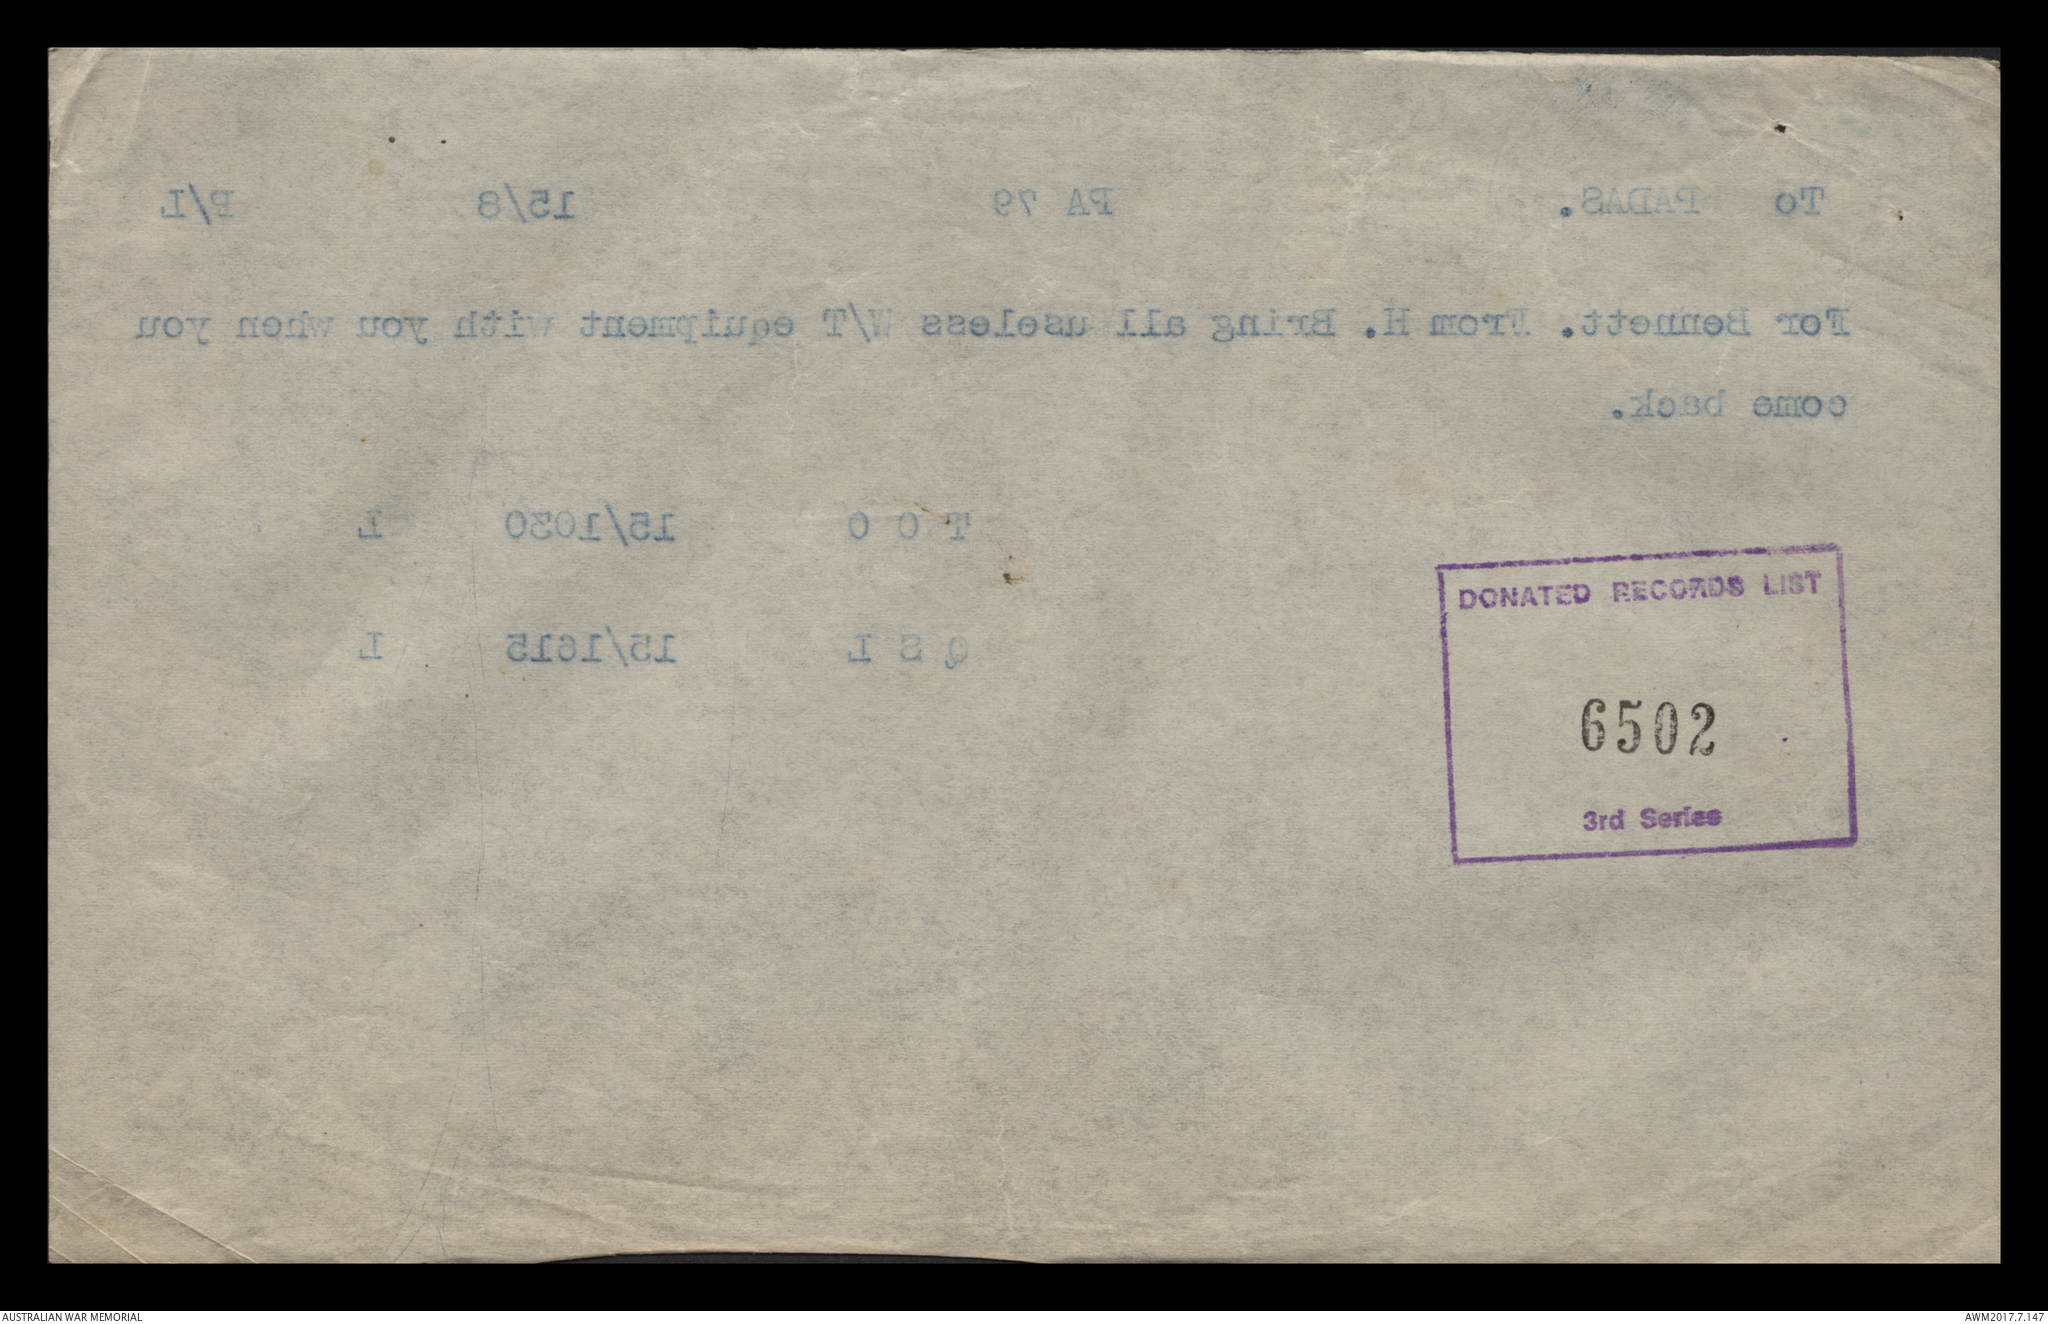 To PADAS. PA 79 15/8 P/L
For Bennett. From H. Bring all useless W/T equipment with you when you
come back.
T O O 15/1030 L
Q S L 15/1615 L
DONATED RECORDS LIST
6502
3rd Series
AUSTRALIAN WAR MEMORIAL
AWM2017.7.147